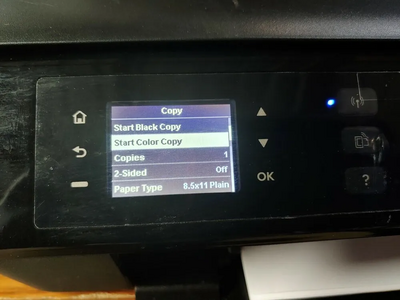 Copy
Start Black Copy
Start Color Copy
Copies 1
2-Sided Off
Paper Type 8.5x11 Plain
OK
?